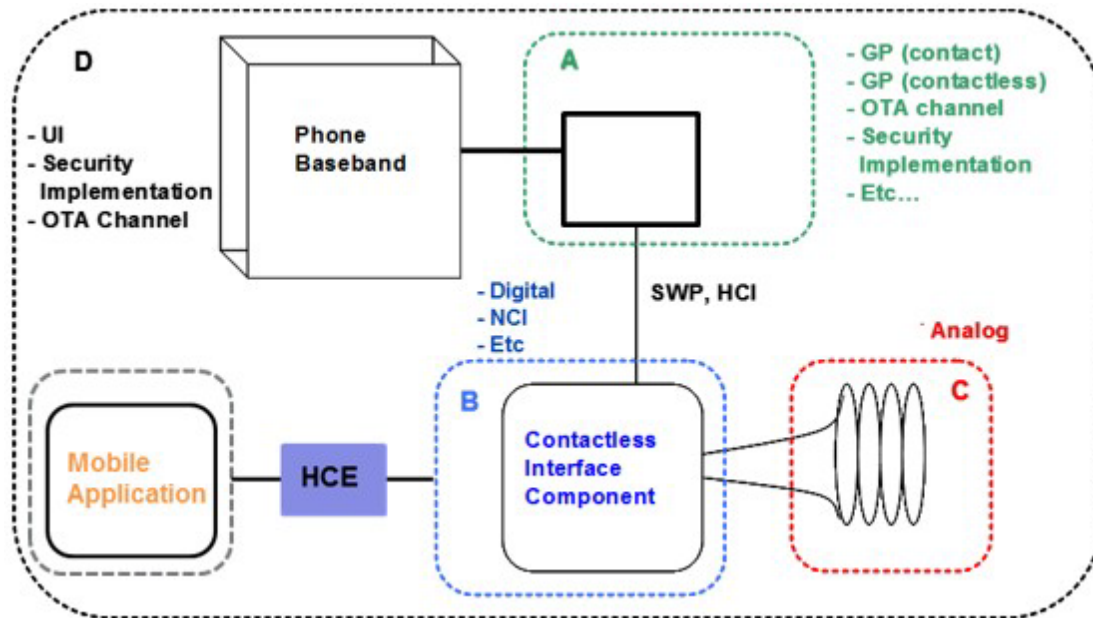 D
- UI
- Security
Implementation
- OTA Channel
Phone
Baseband
A
- GP (contact)
- GP (contactless)
- OTA channel
- Security
Implementation
- Etc...
- Digital
- NCI
- Etc
SWP, HCI
- Analog
Mobile
Application
HCE
B
Contactless
Interface
Component
C